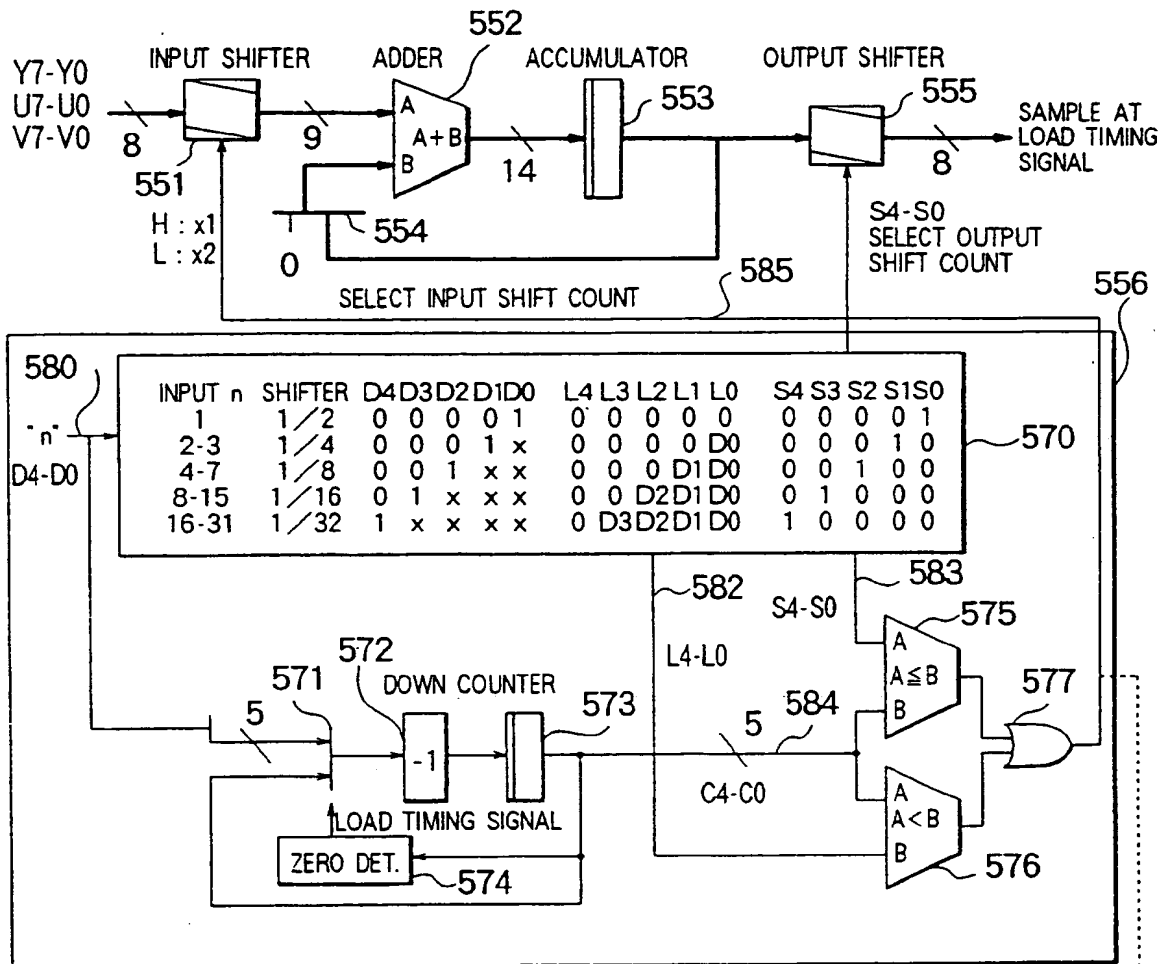 552
INPUT SHIFTER ADDER ACCUMULATOR OUTPUT SHIFTER
Y7-Y0
U7-U0
V7-V0
8
551
9
A
A+B
B
14
553
555
8
SAMPLE AT
LOAD TIMING
SIGNAL
H : x1
L : x2
0
554
S4-S0
SELECT OUTPUT
SHIFT COUNT
SELECT INPUT SHIFT COUNT
585
556
580
"n"
D4-D0
INPUT n SHIFTER D4 D3 D2 D1 D0 L4 L3 L2 L1 L0 S4 S3 S2 S1 S0
1 1/2 0 0 0 0 1 0 0 0 0 0 0 0 0 0 1
2-3 1/4 0 0 0 1 x 0 0 0 0 D0 0 0 0 1 0
4-7 1/8 0 0 1 x x 0 0 0 D1 D0 0 0 1 0 0
8-15 1/16 0 1 x x x 0 0 D2 D1 D0 0 1 0 0 0
16-31 1/32 1 x x x x 0 D3 D2 D1 D0 1 0 0 0 0
570
582
583
S4-S0
L4-L0
575
A
A≦B
B
577
571
572
DOWN COUNTER
573
5
-1
5
584
C4-C0
A
A<B
B
576
LOAD TIMING SIGNAL
ZERO DET.
574